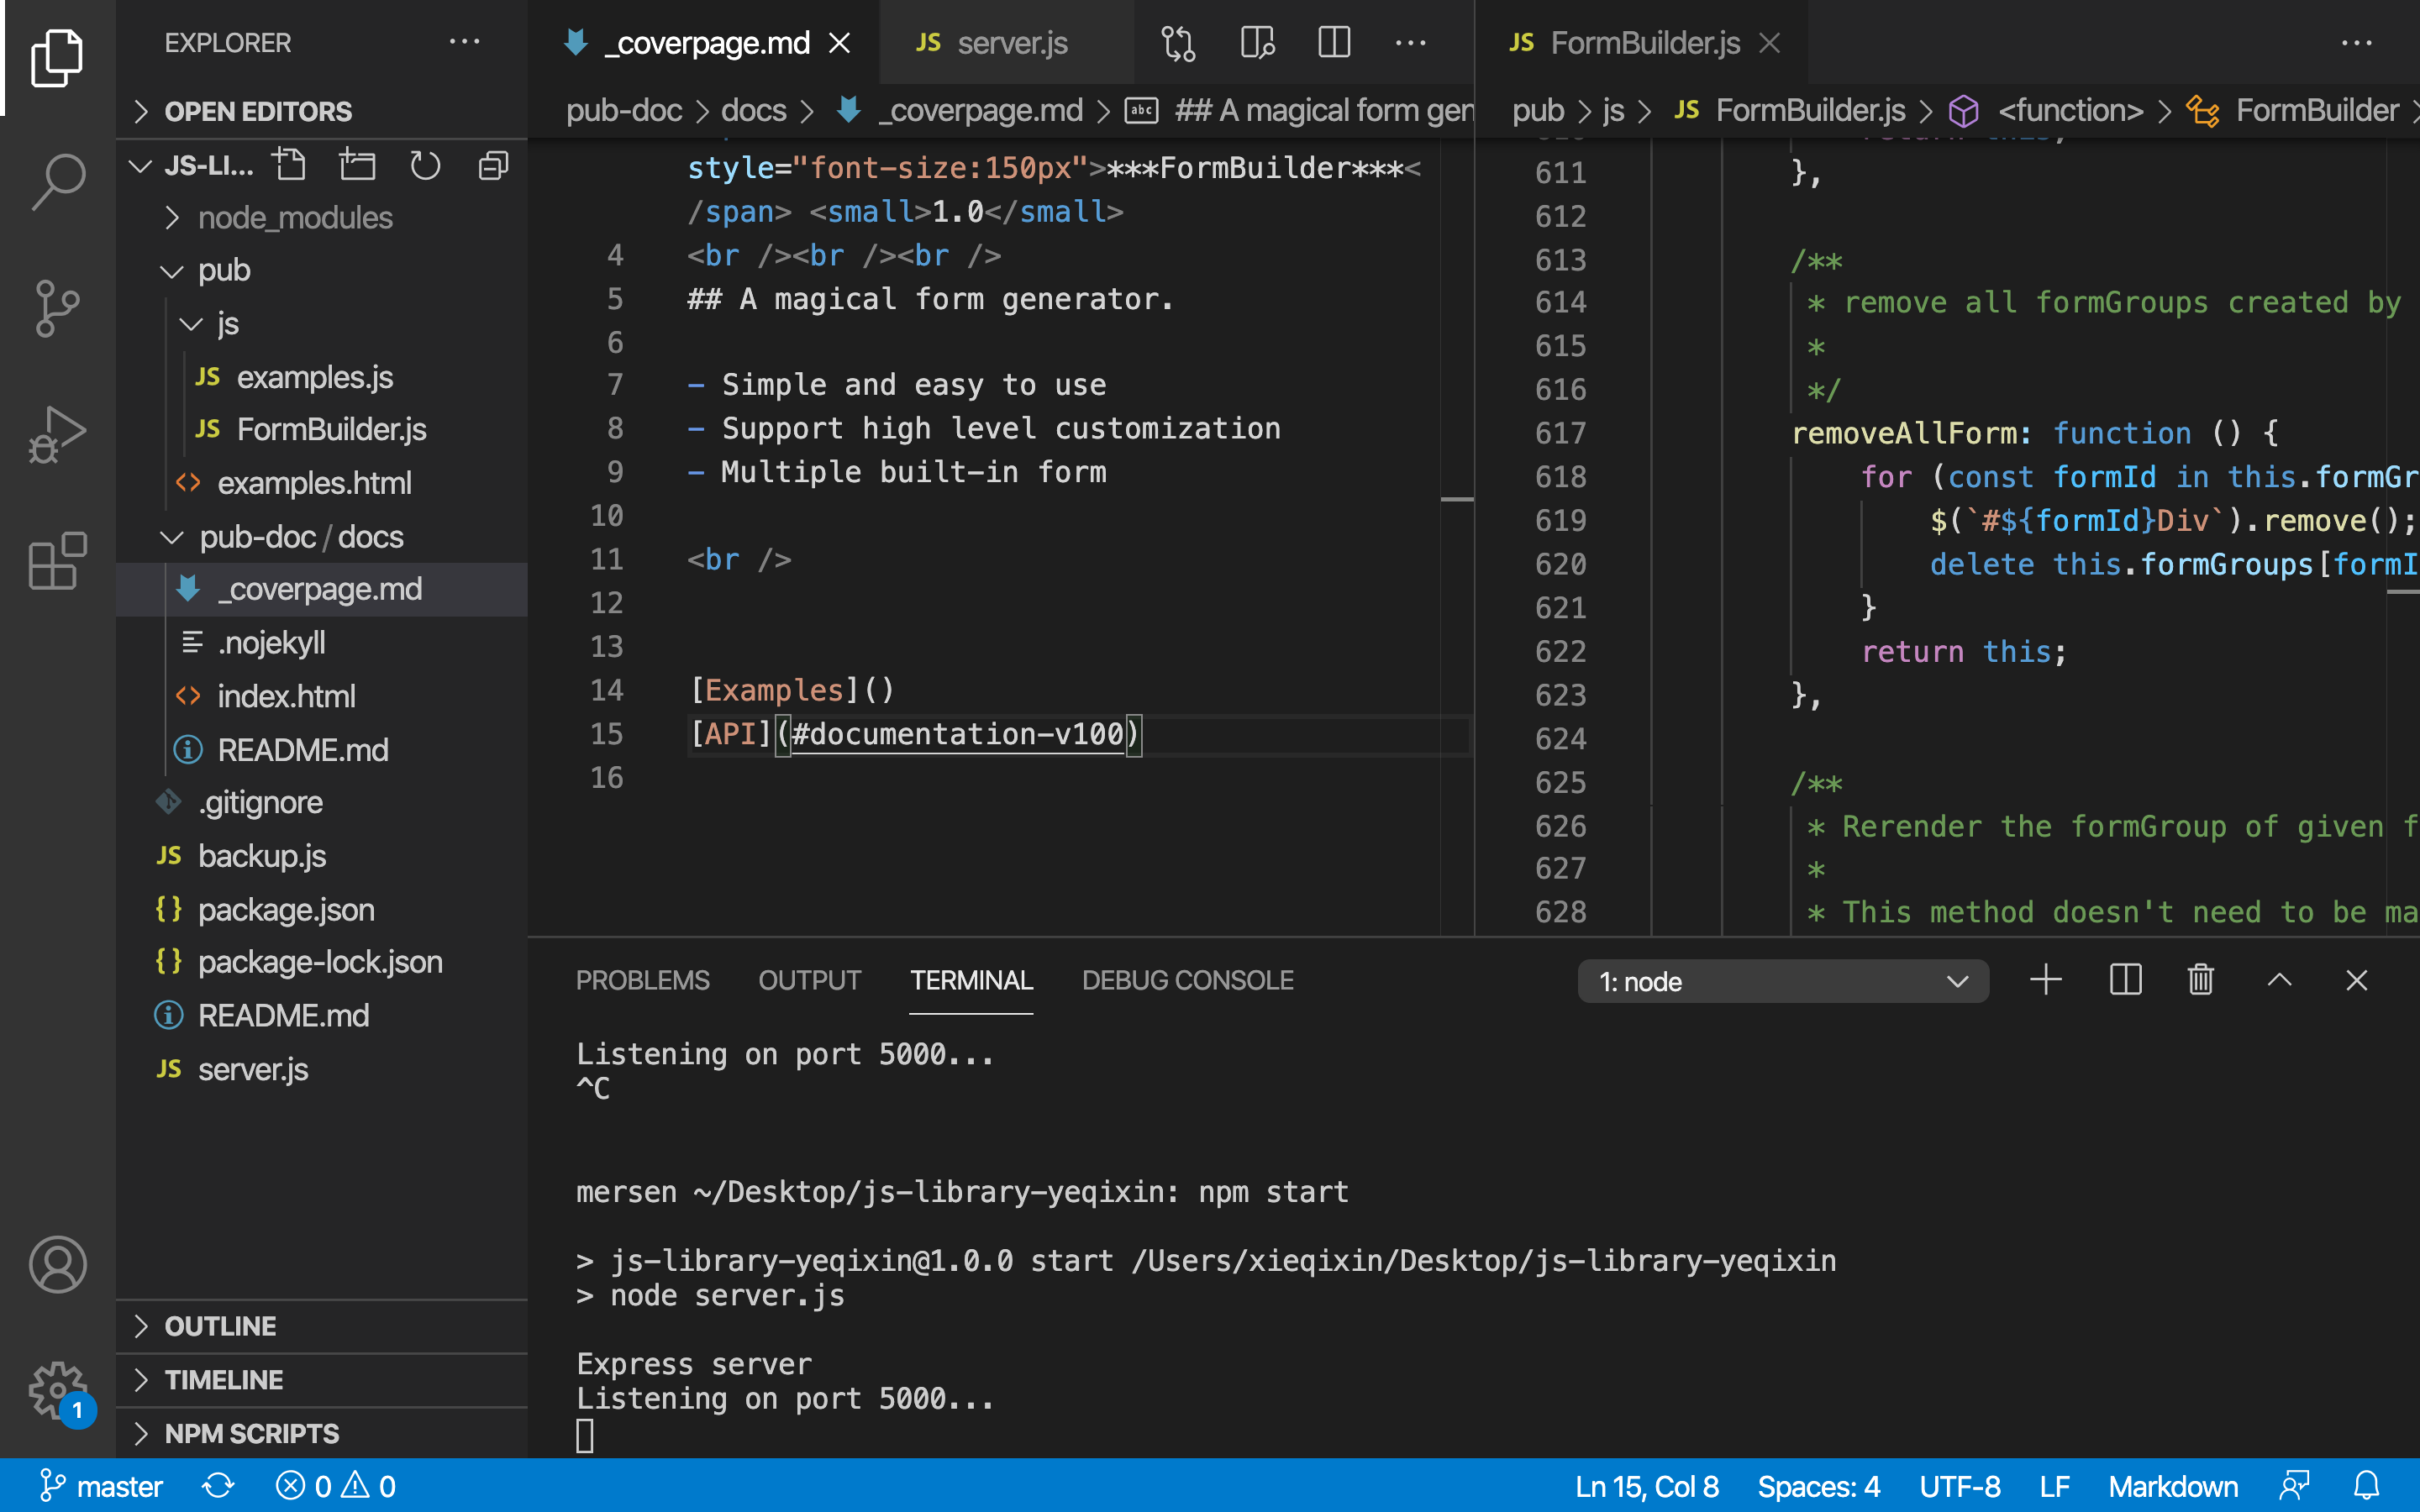 EXPLORER
OPEN EDITORS
JS-LI...
node_modules
pub
js
JS examples.js
JS FormBuilder.js
<> examples.html
pub-doc / docs
_coverpage.md
.nojekyll
<> index.html
README.md
.gitignore
JS backup.js
{} package.json
{} package-lock.json
README.md
JS server.js
OUTLINE
TIMELINE
NPM SCRIPTS
1
_coverpage.md
JS server.js
pub-doc > docs > _coverpage.md > abc ## A magical form gen
style="font-size:150px">***FormBuilder***<
/span> <small>1.0</small>
4 <br /><br /><br />
5 ## A magical form generator.
6
7 - Simple and easy to use
8 - Support high level customization
9 - Multiple built-in form
10
11 <br />
12
13
14 [Examples]()
15 [API](#documentation-v100)
16
JS FormBuilder.js
pub > js > JS FormBuilder.js > <function> > FormBuilder >
611 },
612
613 /**
614 * remove all formGroups created by
615 *
616 */
617 removeAllForm: function () {
618 for (const formId in this.formGr
619 $(`#${formId}Div`).remove();
620 delete this.formGroups[formI
621 }
622 return this;
623 },
624
625 /**
626 * Rerender the formGroup of given f
627 *
628 * This method doesn't need to be ma
PROBLEMS OUTPUT TERMINAL DEBUG CONSOLE
1: node
Listening on port 5000...
^C
mersen ~/Desktop/js-library-yeqixin: npm start
> js-library-yeqixin@1.0.0 start /Users/xieqixin/Desktop/js-library-yeqixin
> node server.js
Express server
Listening on port 5000...
master 0 0
Ln 15, Col 8 Spaces: 4 UTF-8 LF Markdown